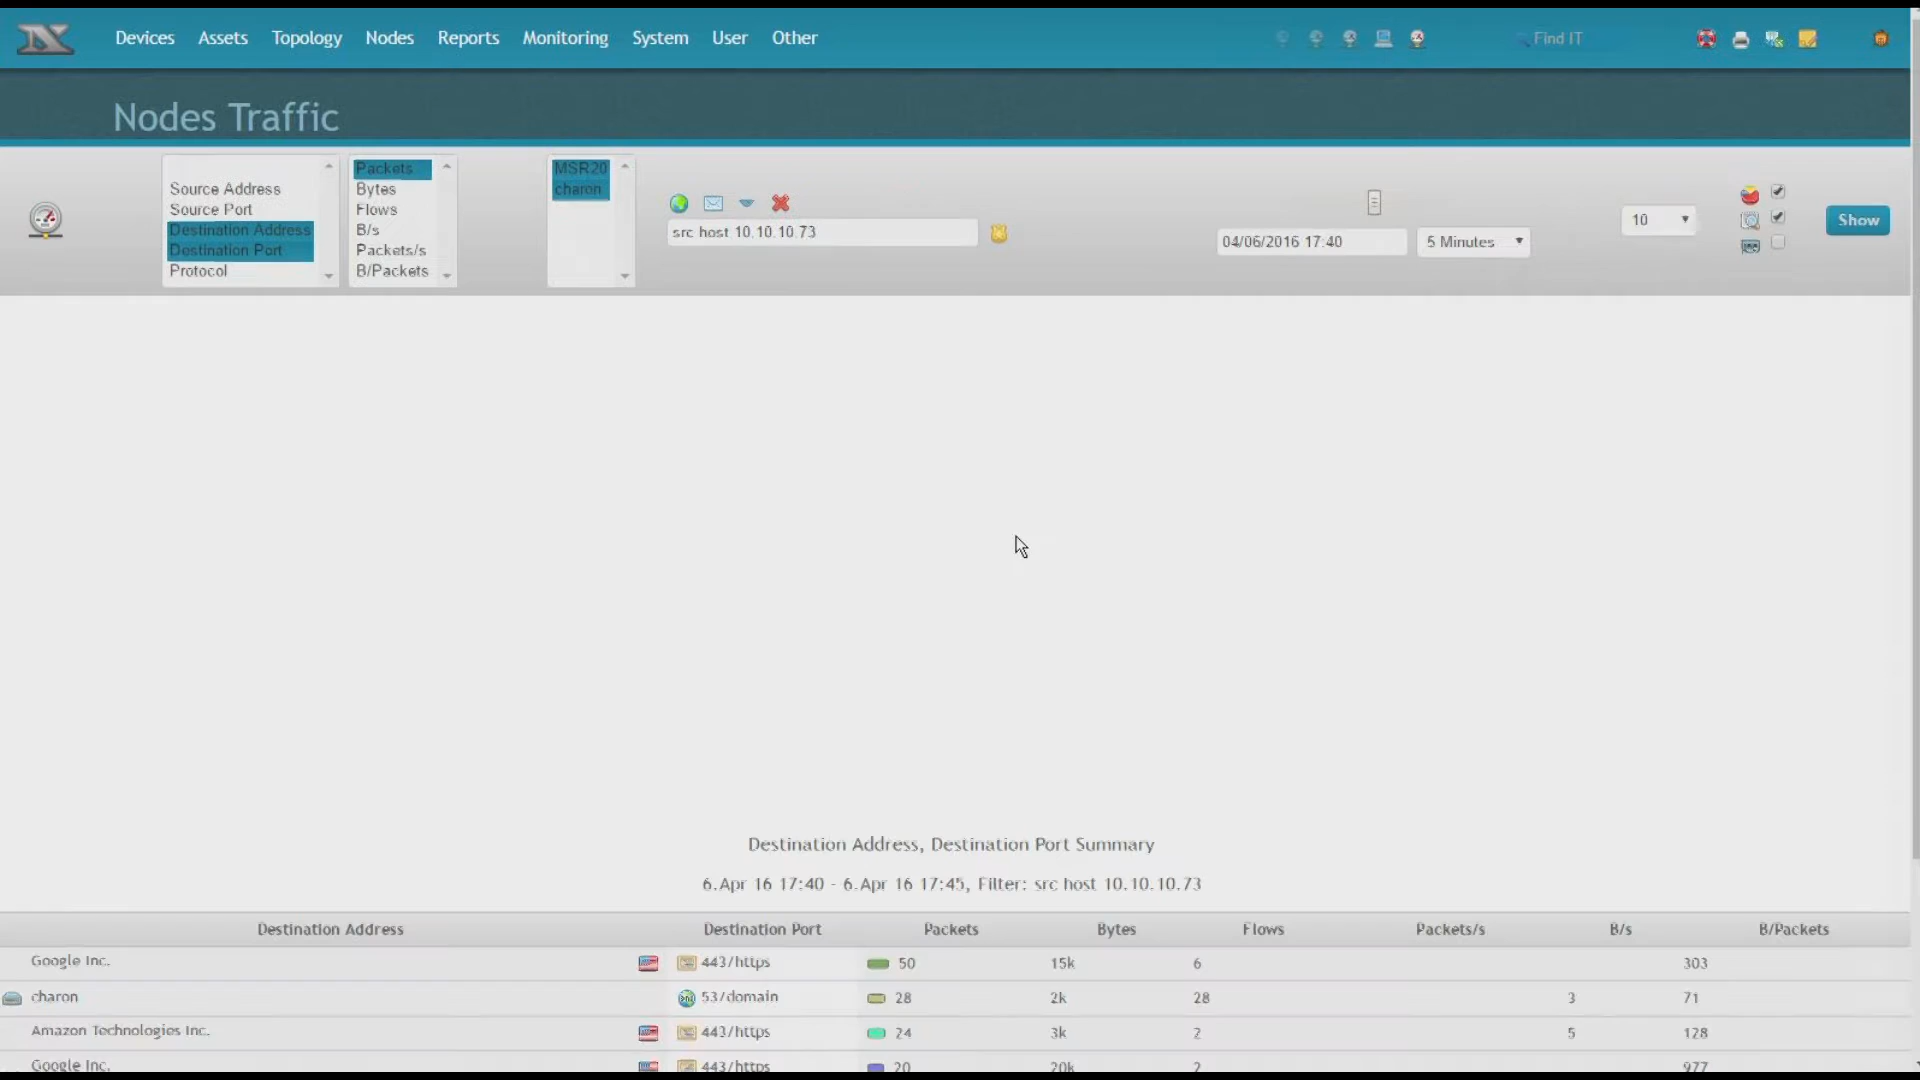 Devices Assets Topology Nodes Reports Monitoring System User Other Find IT
Nodes Traffic
Source Address
Source Port
Destination Address
Destination Port
Protocol
Packets
Bytes
Flows
B/s
Packets/s
B/Packets
MSR20
charon
src host 10.10.10.73
04/06/2016 17:40
5 Minutes
10
Show
Destination Address, Destination Port Summary
6.Apr 16 17:40 - 6.Apr 16 17:45, Filter: src host 10.10.10.73
Destination Address Destination Port Packets Bytes Flows Packets/s B/s B/Packets
Google Inc. 443/https 50 15k 6 303
charon 53/domain 28 2k 28 3 71
Amazon Technologies Inc. 443/https 24 3k 2 5 128
Google Inc. 443/https 20 20k 2 977